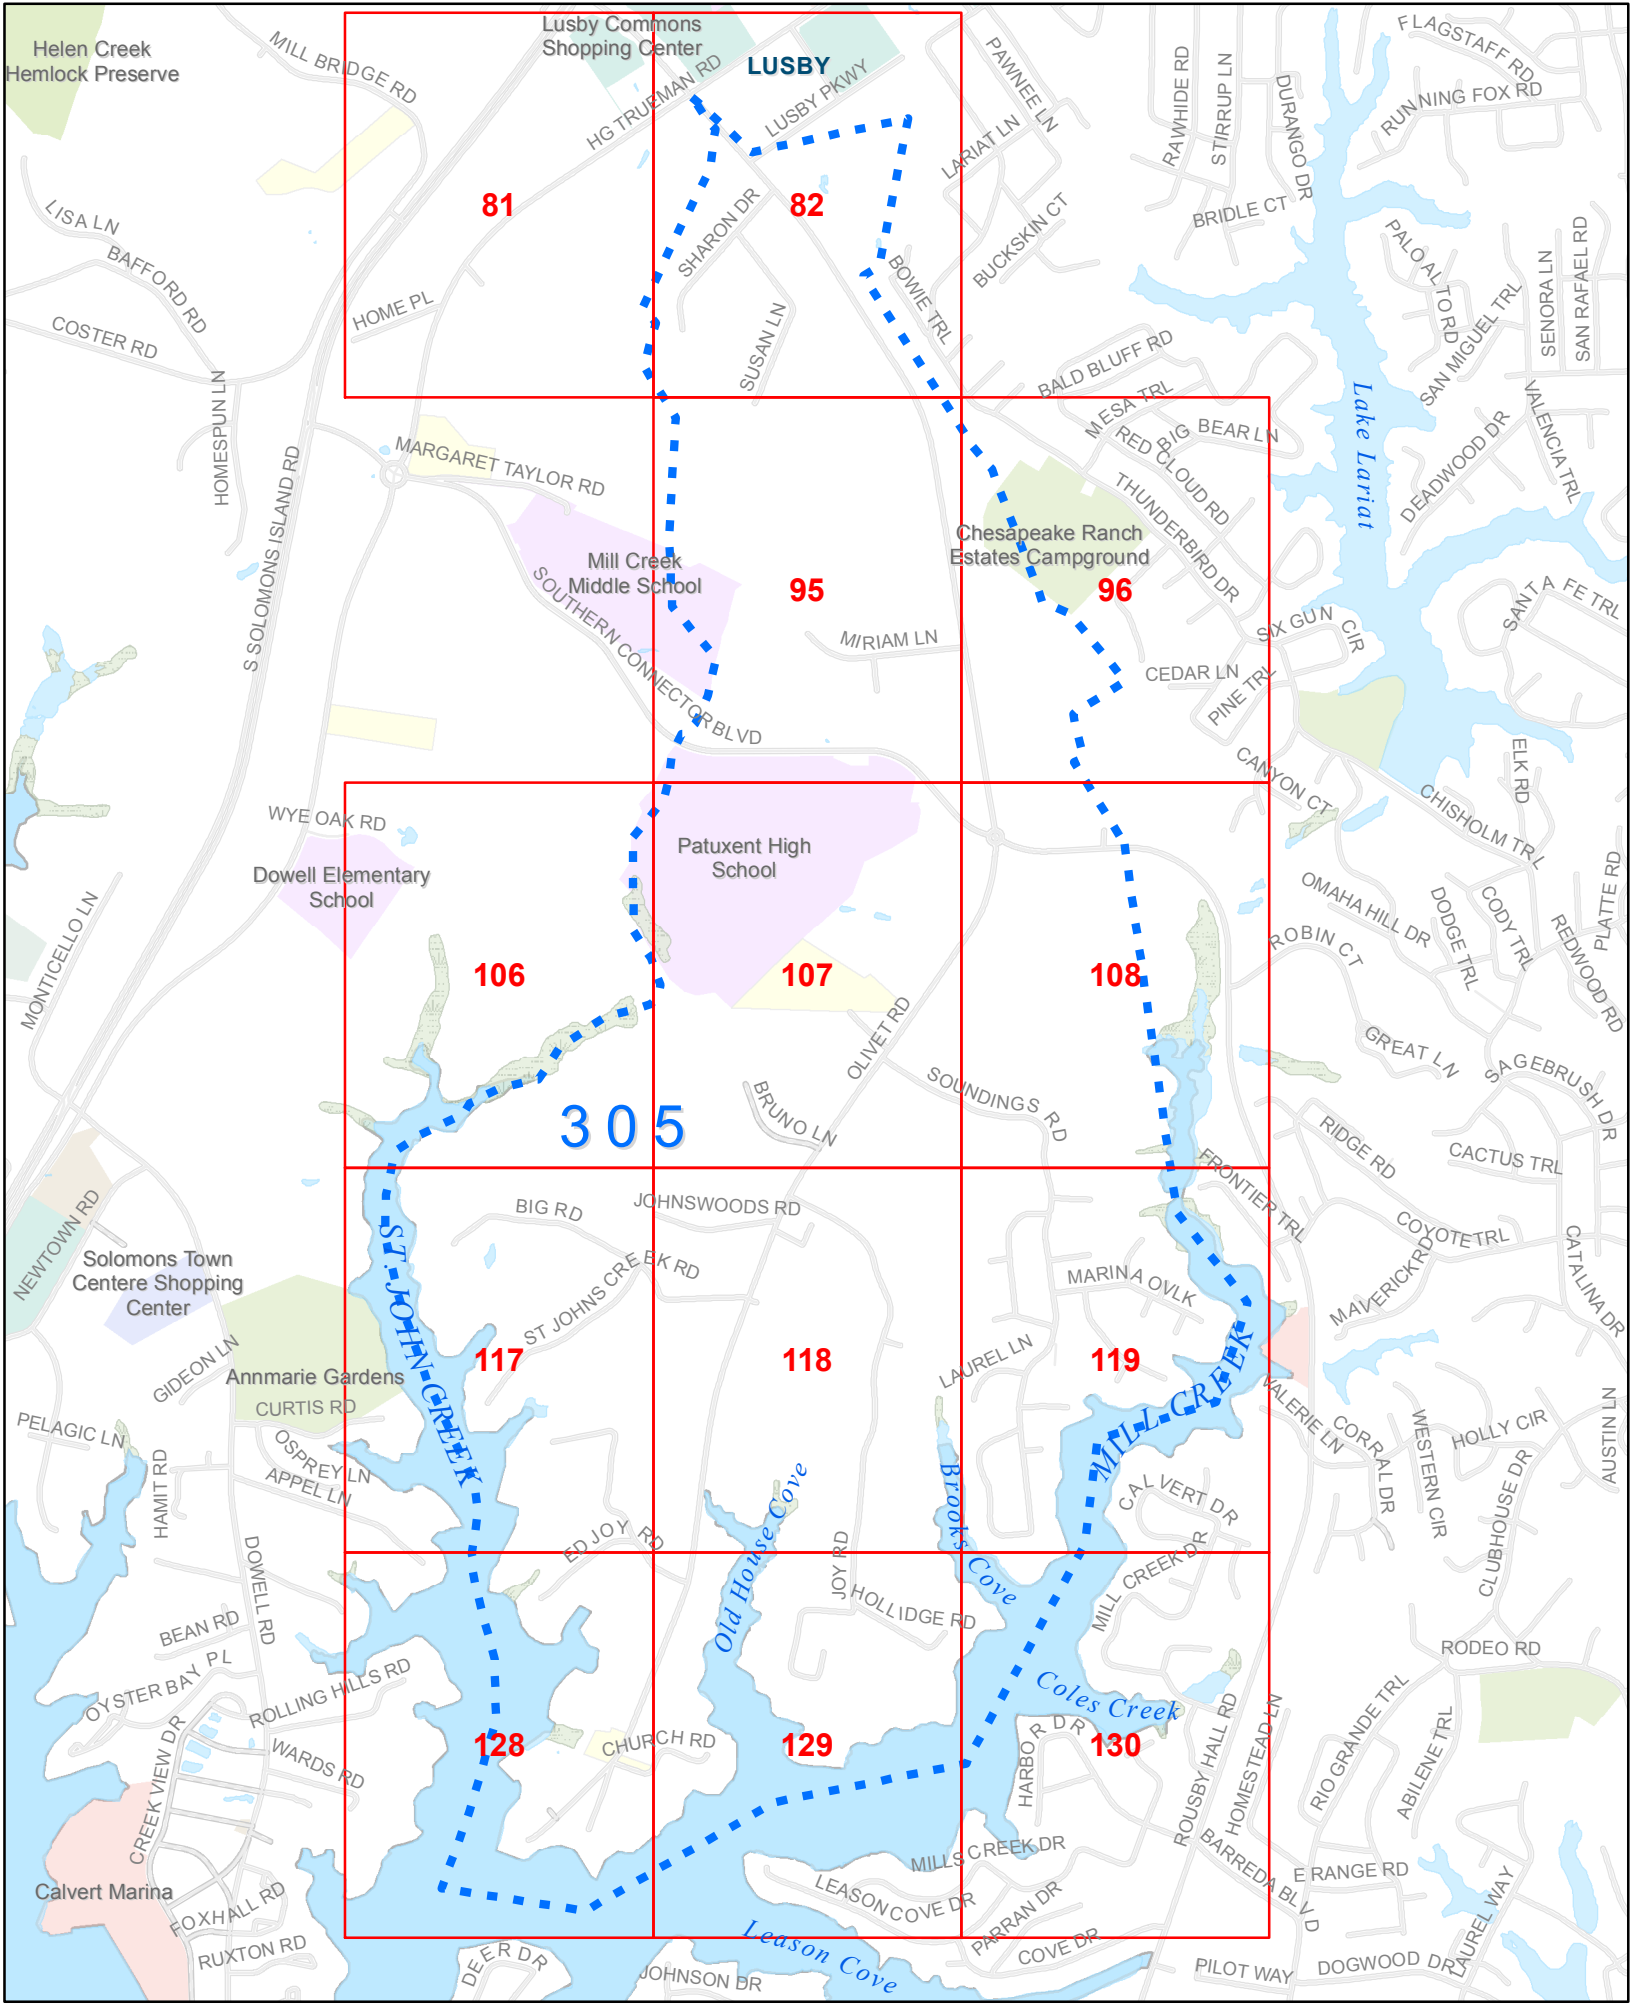 Helen Creek
Hemlock Preserve
MILL BRIDGE RD
Lusby Commons
Shopping Center
LUSBY
HG TRUEMAN RD
LUSBY PKWY
PAWNEE LN
LARIAT LN
RAWHIDE RD
STIRRUP LN
DURANGO DR
FLAGSTAFF RD
RUNNING FOX RD
LISA LN
BAFFORD RD
COSTER RD
HOME PL
81
SHARON DR
82
SUSAN LN
BOWIE TRL
BUCKSKIN CT
BRIDLE CT
PALO ALTO RD
SAN MIGUEL TRL
SENORA LN
SAN RAFAEL RD
HOMESPUN LN
S SOLOMONS ISLAND RD
MARGARET TAYLOR RD
BALD BLUFF RD
MESA TRL
RED CLOUD RD
BIG BEAR LN
THUNDERBIRD DR
Lake Lariat
DEADWOOD DR
VALENCIA TRL
Mill Creek
Middle School
SOUTHERN CONNECTOR BLVD
95
MIRIAM LN
Chesapeake Ranch
Estates Campground
96
SIX GUN CIR
CEDAR LN
PINE TRL
SANTA FE TRL
CANYON CT
ELK RD
CHISHOLM TRL
WYE OAK RD
Dowell Elementary
School
Patuxent High
School
MONTICELLO LN
106
107
108
OLIVET RD
OMAHA HILL DR
DODGE TRL
CODY TRL
REDWOOD RD
PLATTE RD
ROBIN CT
GREAT LN
SAGEBRUSH DR
305
BRUNO LN
SOUNDINGS RD
RIDGE RD
CACTUS TRL
FRONTIER TRL
COYOTE TRL
MAVERICK RD
CATALINA DR
NEWTOWN RD
Solomons Town
Centere Shopping
Center
BIG RD
JOHNSWOODS RD
ST JOHNS CREEK RD
ST. JOHN CREEK
117
118
119
MARINA OVLK
LAUREL LN
MILL CREEK
GIDEON LN
Annmarie Gardens
CURTIS RD
PELAGIC LN
OSPREY LN
APPEL LN
HAMIT RD
DOWELL RD
VALERIE LN
CORRAL DR
WESTERN CIR
HOLLY CIR
CLUBHOUSE DR
AUSTIN LN
CALVERT DR
MILL CREEK DR
ED JOY RD
Old House Cove
JOY RD
HOLLIDGE RD
Brooks Cove
Coles Creek
BEAN RD
OYSTER BAY PL
ROLLING HILLS RD
WARDS RD
CREEKVIEW DR
128
CHURCH RD
129
HARBOR DR
130
ROUSBY HALL RD
HOMESTEAD LN
RIO GRANDE TRL
ABILENE TRL
RODEO RD
MILLS CREEK DR
LEASON COVE DR
PARRAN DR
COVE DR
BARREDA BLVD
E RANGE RD
LAUREL WAY
Calvert Marina
FOXHALL RD
RUXTON RD
DEER DR
JOHNSON DR
Leason Cove
PILOT WAY
DOGWOOD DR